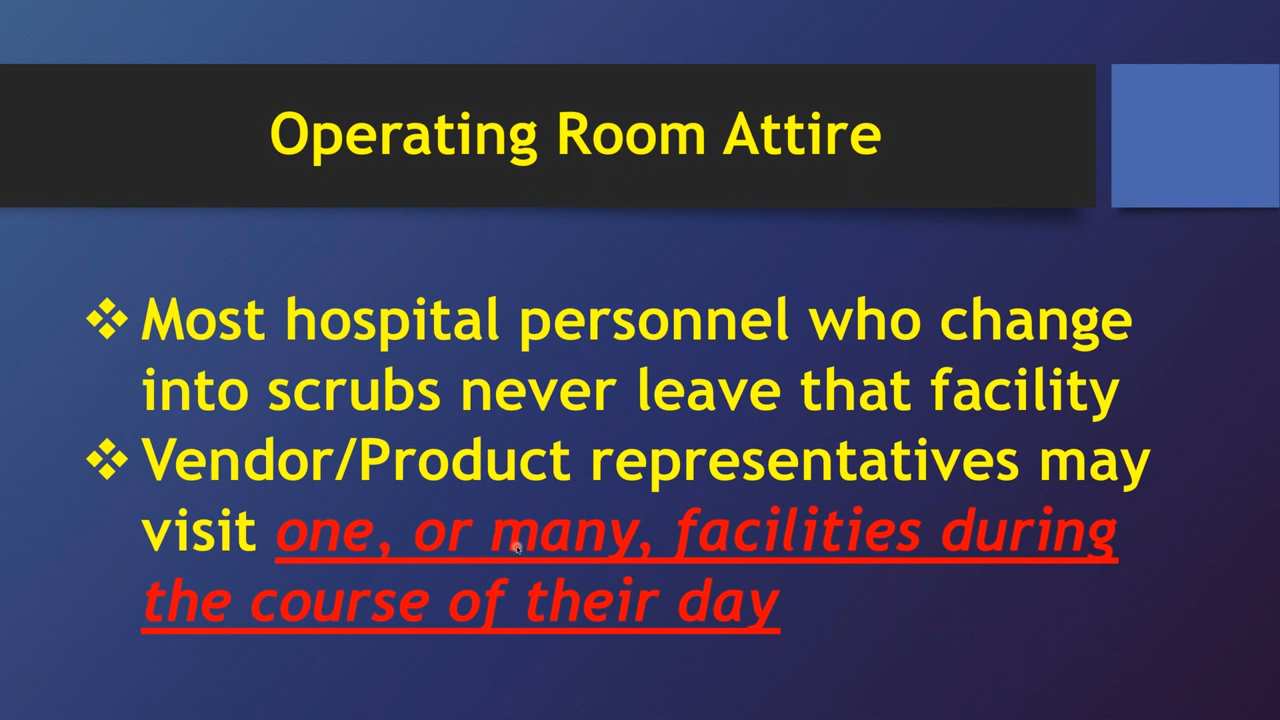 Operating Room Attire
❖ Most hospital personnel who change
into scrubs never leave that facility
❖ Vendor/Product representatives may
visit one, or many, facilities during
the course of their day